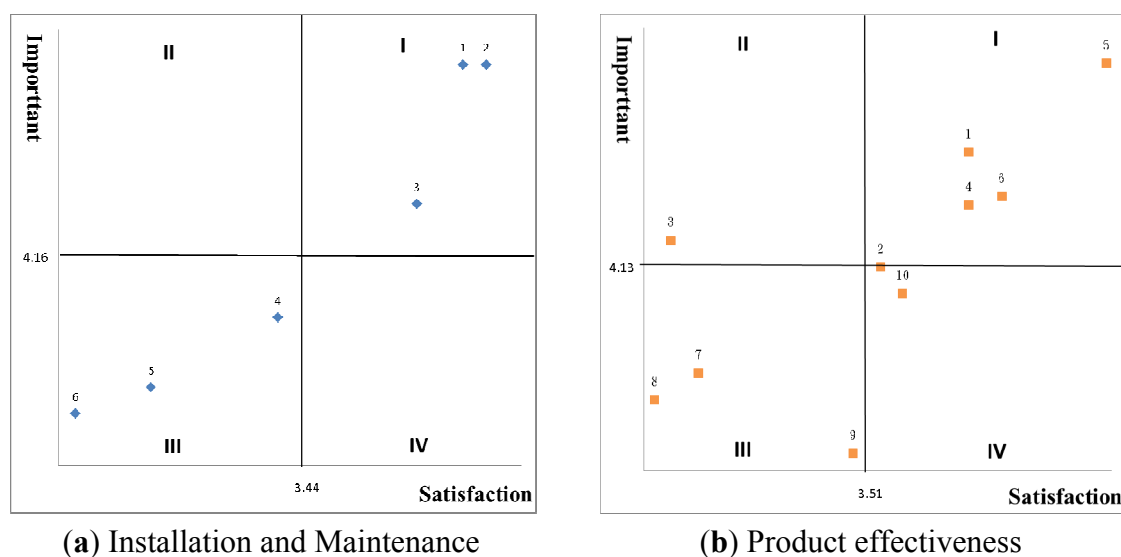 Importtant
II
I
1 2
3
4.16
4
5
6
III
IV
3.44
Satisfaction
(a) Installation and Maintenance
Importtant
II
I
5
1
4
6
3
2
4.13
10
7
8
9
III
IV
3.51
Satisfaction
(b) Product effectiveness